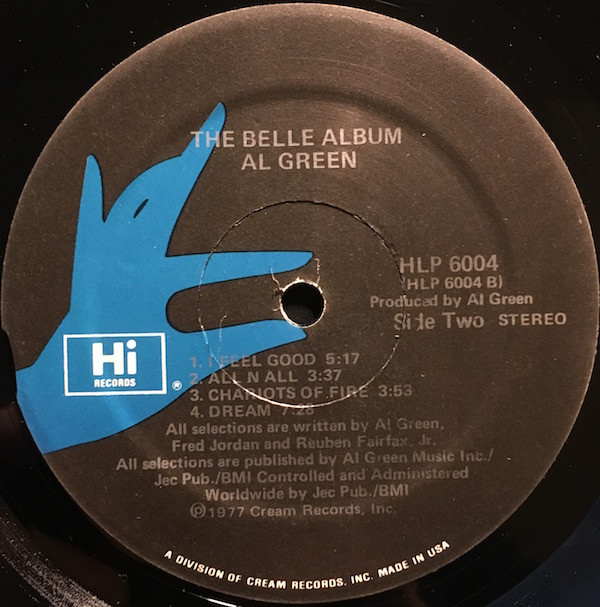 THE BELLE ALBUM
AL GREEN
HLP 6004
(HLP 6004 B)
Produced by Al Green
Side Two STEREO
Hi
RECORDS
®
1. I FEEL GOOD 5:17
2. ALL N ALL 3:37
3. CHARIOTS OF FIRE 3:53
4. DREAM 7:28
All selections are written by Al Green,
Fred Jordan and Reuben Fairfax, Jr.
All selections are published by Al Green Music Inc./
Jec Pub./BMI Controlled and Administered
Worldwide by Jec Pub./BMI
℗1977 Cream Records, Inc.
A DIVISION OF CREAM RECORDS, INC. MADE IN USA